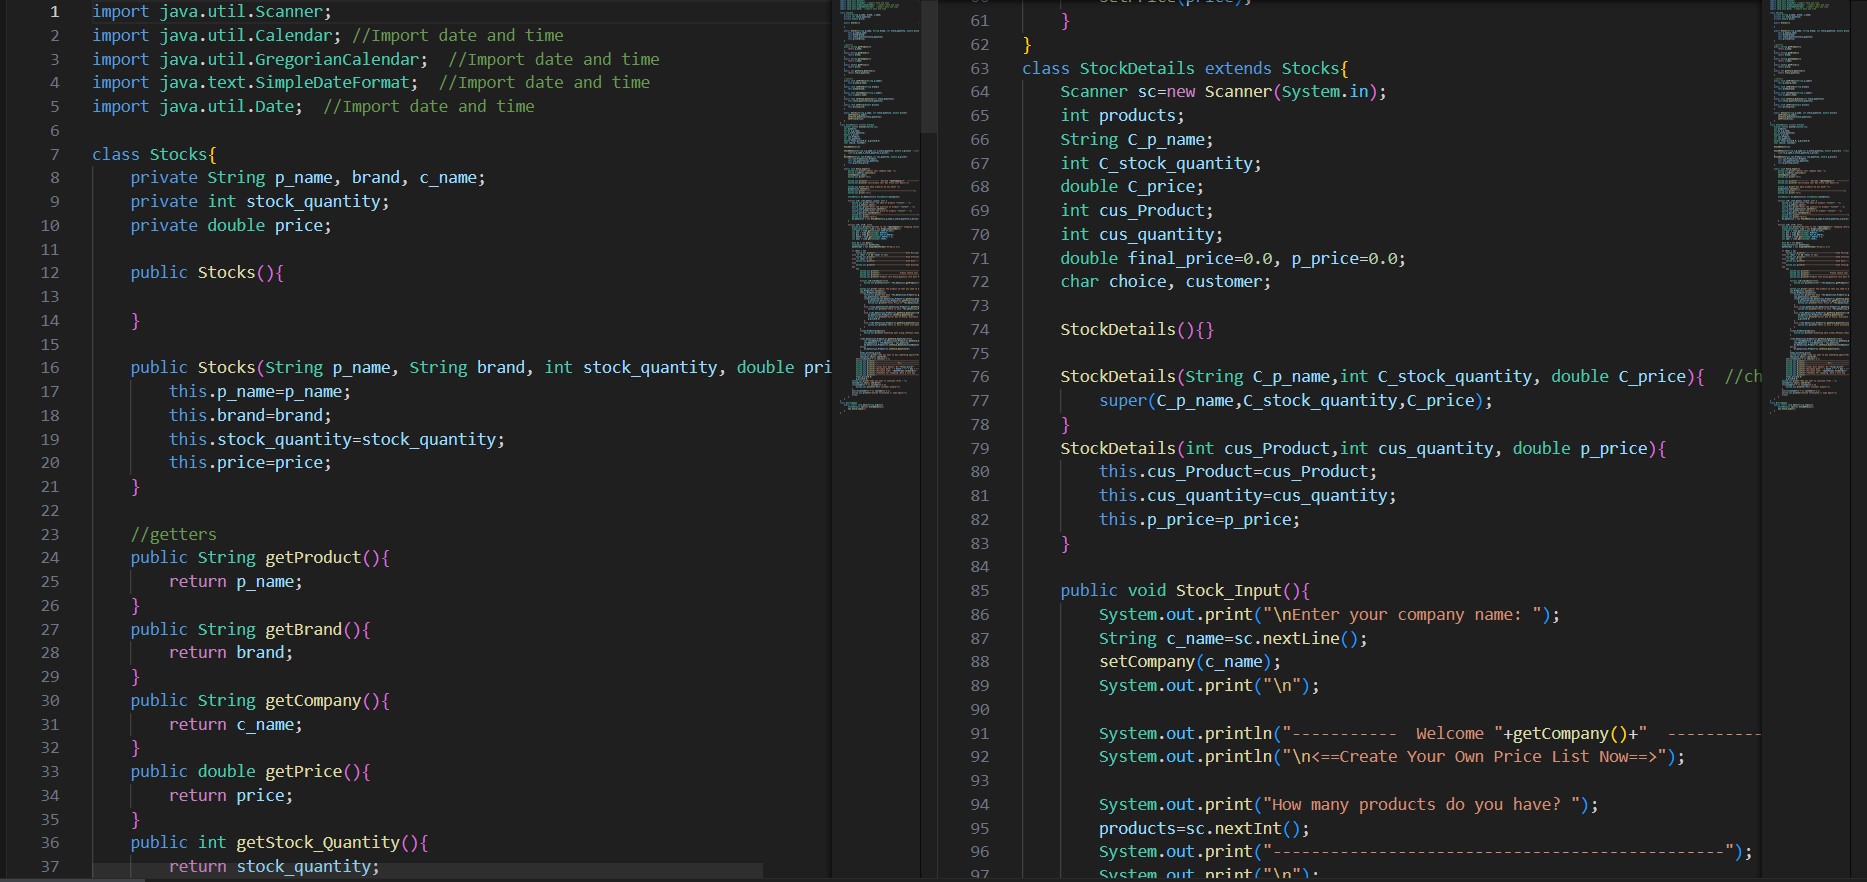 1 import java.util.Scanner;
2 import java.util.Calendar; //Import date and time
3 import java.util.GregorianCalendar;  //Import date and time
4 import java.text.SimpleDateFormat;  //Import date and time
5 import java.util.Date;  //Import date and time
6
7 class Stocks{
8     private String p_name, brand, c_name;
9     private int stock_quantity;
10     private double price;
11
12     public Stocks(){
13
14     }
15
16     public Stocks(String p_name, String brand, int stock_quantity, double pri
17         this.p_name=p_name;
18         this.brand=brand;
19         this.stock_quantity=stock_quantity;
20         this.price=price;
21     }
22
23     //getters
24     public String getProduct(){
25         return p_name;
26     }
27     public String getBrand(){
28         return brand;
29     }
30     public String getCompany(){
31         return c_name;
32     }
33     public double getPrice(){
34         return price;
35     }
36     public int getStock_Quantity(){
37         return stock_quantity;
61     }
62 }
63 class StockDetails extends Stocks{
64     Scanner sc=new Scanner(System.in);
65     int products;
66     String C_p_name;
67     int C_stock_quantity;
68     double C_price;
69     int cus_Product;
70     int cus_quantity;
71     double final_price=0.0, p_price=0.0;
72     char choice, customer;
73
74     StockDetails(){}
75
76     StockDetails(String C_p_name,int C_stock_quantity, double C_price){  //ch
77         super(C_p_name,C_stock_quantity,C_price);
78     }
79     StockDetails(int cus_Product,int cus_quantity, double p_price){
80         this.cus_Product=cus_Product;
81         this.cus_quantity=cus_quantity;
82         this.p_price=p_price;
83     }
84
85     public void Stock_Input(){
86         System.out.print("\nEnter your company name: ");
87         String c_name=sc.nextLine();
88         setCompany(c_name);
89         System.out.print("\n");
90
91         System.out.println("-----------  Welcome "+getCompany()+"  ----------
92         System.out.println("\n<==Create Your Own Price List Now==>");
93
94         System.out.print("How many products do you have? ");
95         products=sc.nextInt();
96         System.out.print("-----------------------------------------------");
97         System.out.print("\n");